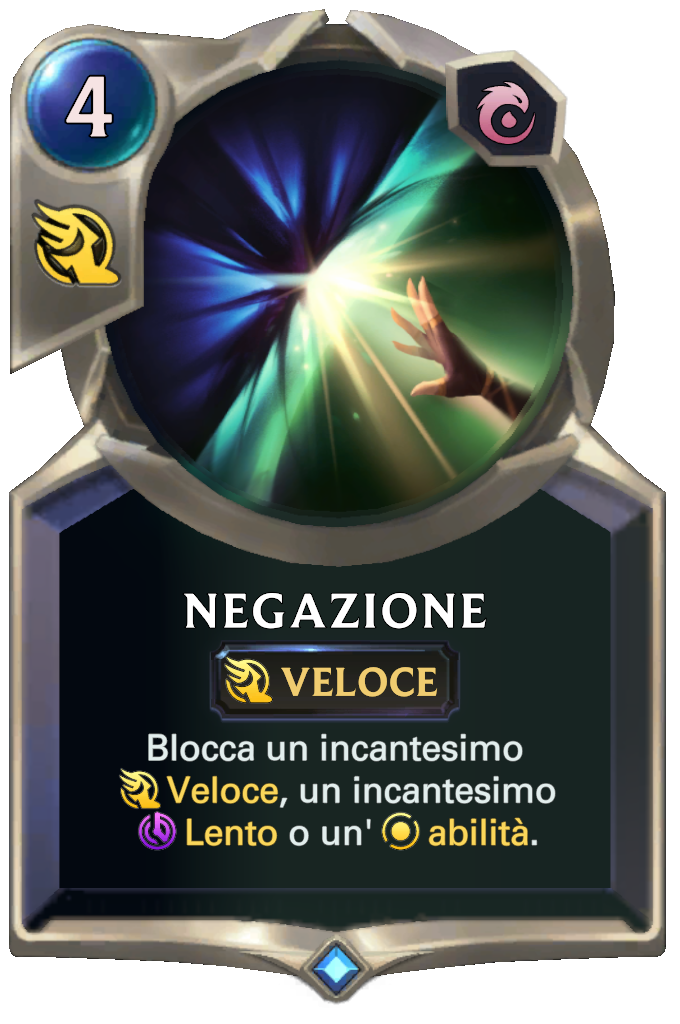 4
NEGAZIONE
VELOCE
Blocca un incantesimo
Veloce, un incantesimo
Lento o un' abilità.